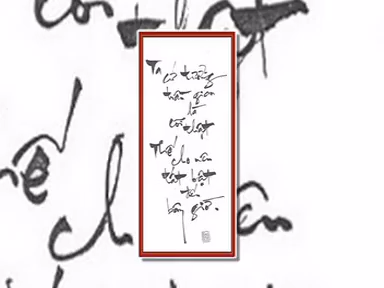 Ta
cứ tưởng
trần gian
là
cõi thật
Thế
cho nên
tất bật
đến
bây giờ.